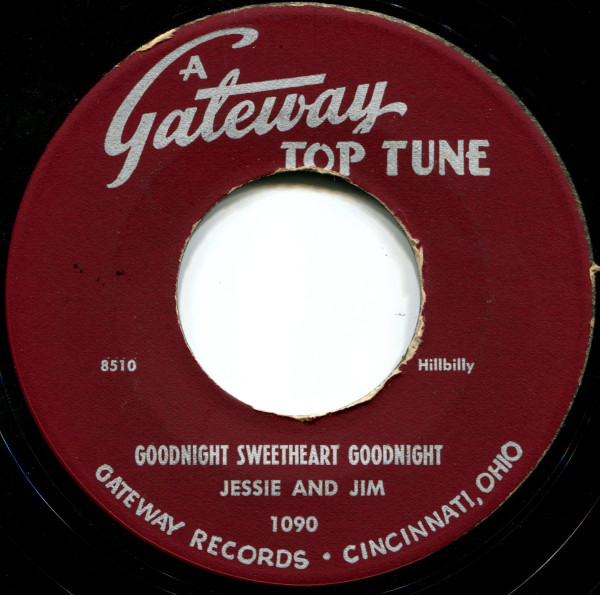 A
Gateway
TOP TUNE
8510
Hillbilly
GOODNIGHT SWEETHEART GOODNIGHT
JESSIE AND JIM
1090
GATEWAY RECORDS • CINCINNATI, OHIO